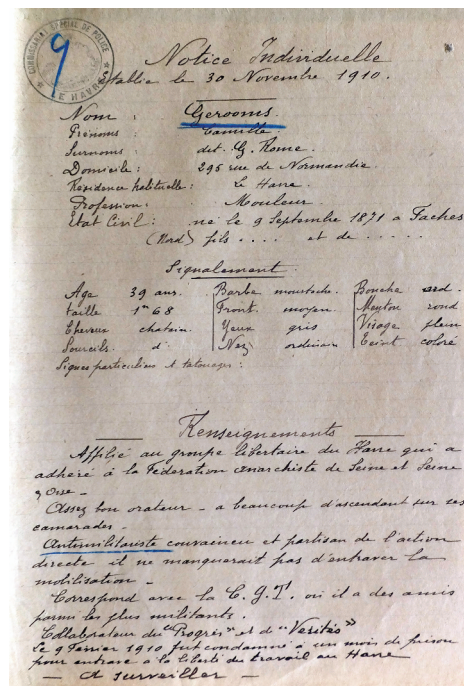 COMMISSARIAT SPÉCIAL DE POLICE
LE HAVRE
9
Notice Individuelle
établie le 30 Novembre 1910.
Nom : Gerooms.
Prénoms : Camille.
Surnoms : dit. G. Rome.
Domicile : 295 rue de Normandie.
Résidence habituelle : Le Havre.
Profession : Mouleur.
Etat Civil : né le 9 Septembre 1871 à Faches
(Nord) fils .... et de .....
Signalement
Age 39 ans. Barbe moustache. Bouche ord.
taille 1m68 Front. moyen. Menton rond
Cheveux chatain. Yeux gris Visage plein
Sourcils. d° Nez ordinaire Teint coloré
Signes particuliers et tatouages :
Renseignements
Affilié au groupe libertaire du Havre qui a
adhéré à la Fédération anarchiste de Seine et Seine
& Oise -
Assez bon orateur - a beaucoup d'ascendant sur ses
camarades -
Antimilitariste convaincu et partisan de l'action
directe il ne manquerait pas d'entraver la
mobilisation -
Correspond avec la C.G.T. où il a des amis
parmi les plus militants.
Collaborateur du "Progrès" et de "Vérités"
Le 9 Janvier 1910 fut condamné à un mois de prison
pour entrave à la liberté du travail au Havre
- A surveiller -